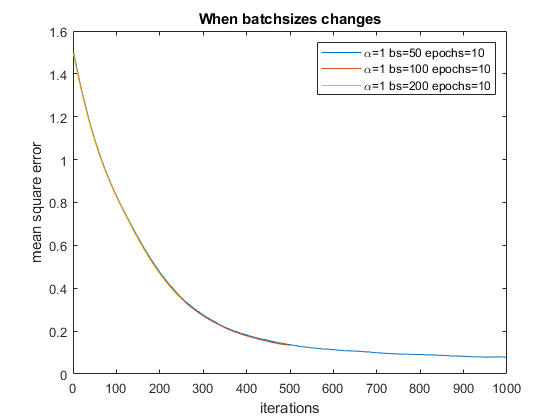 When batchsizes changes
α=1 bs=50 epochs=10
α=1 bs=100 epochs=10
α=1 bs=200 epochs=10
mean square error
1.6
1.4
1.2
1
0.8
0.6
0.4
0.2
0
0 100 200 300 400 500 600 700 800 900 1000
iterations